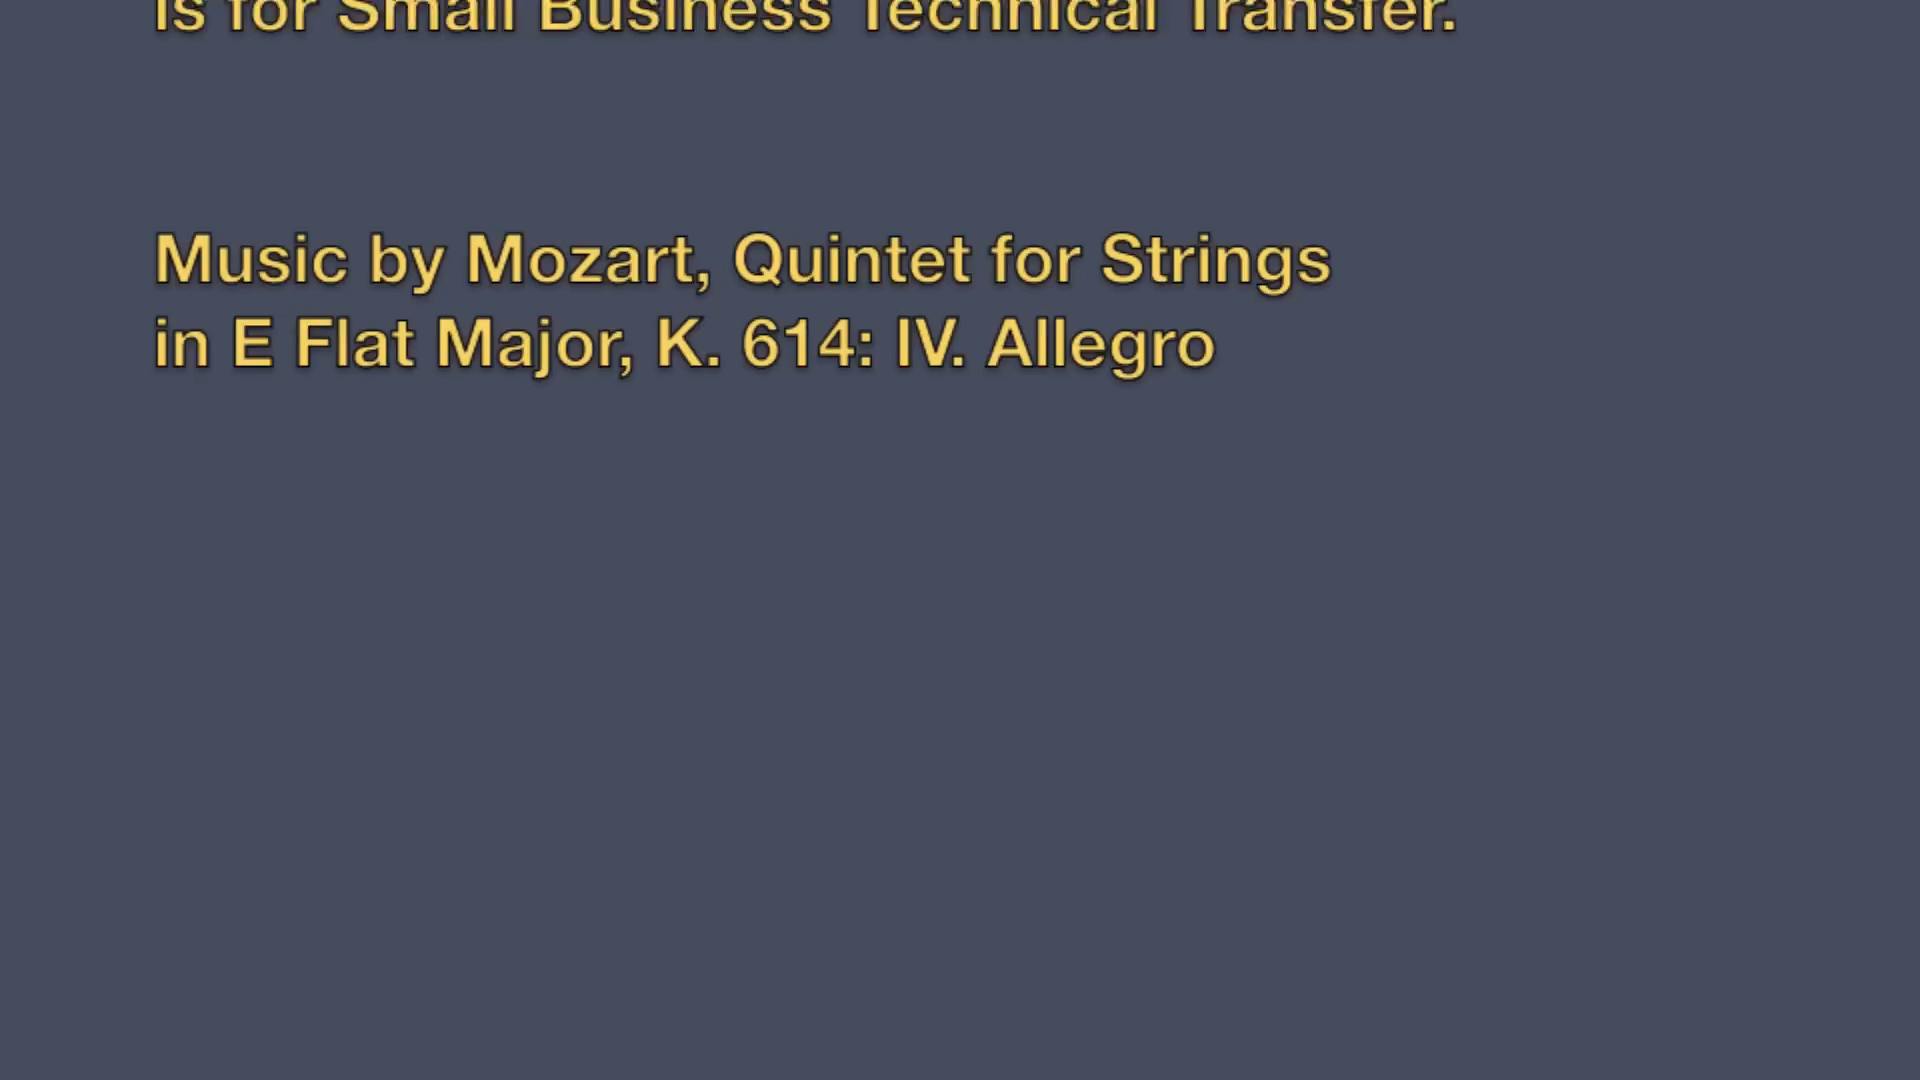 is for Small Business Technical Transfer.
Music by Mozart, Quintet for Strings
in E Flat Major, K. 614: IV. Allegro